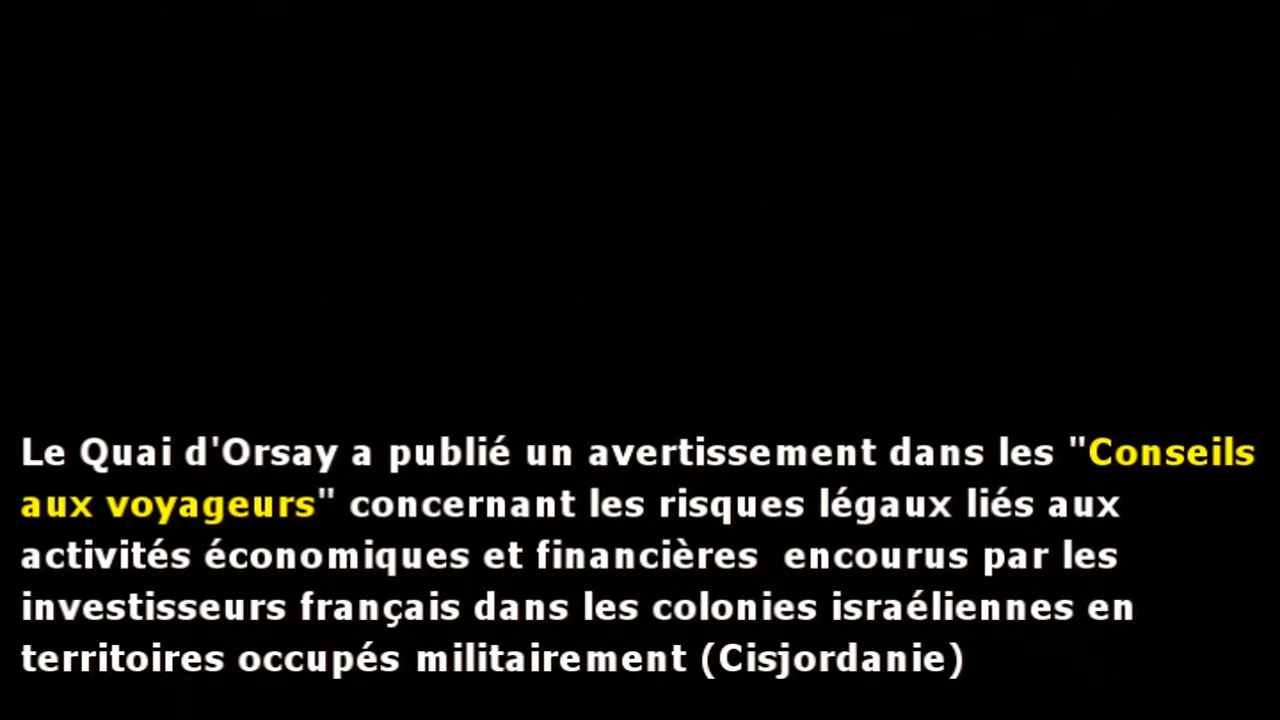 Le Quai d'Orsay a publié un avertissement dans les "Conseils
aux voyageurs" concernant les risques légaux liés aux
activités économiques et financières  encourus par les
investisseurs français dans les colonies israéliennes en
territoires occupés militairement (Cisjordanie)